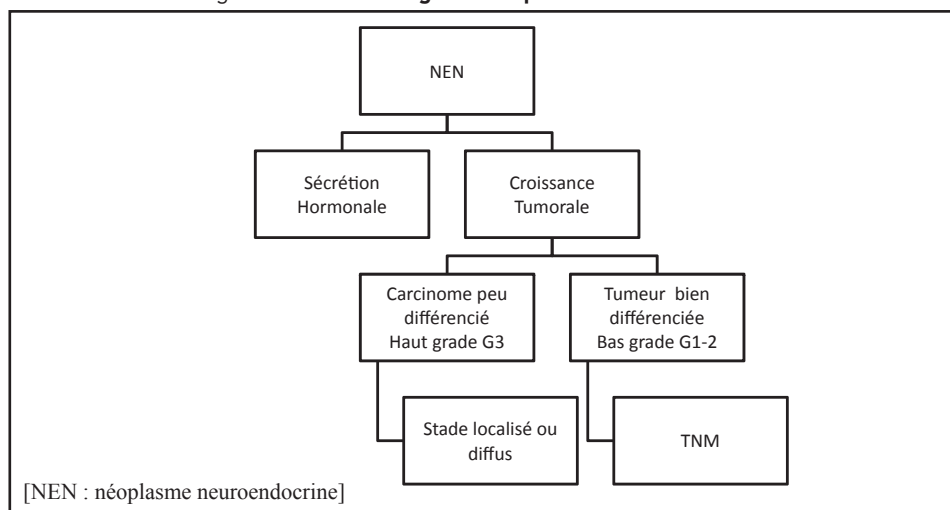 NEN
Sécrétion
Hormonale
Croissance
Tumorale
Carcinome peu
différencié
Haut grade G3
Tumeur bien
différenciée
Bas grade G1-2
Stade localisé ou
diffus
TNM
[NEN : néoplasme neuroendocrine]